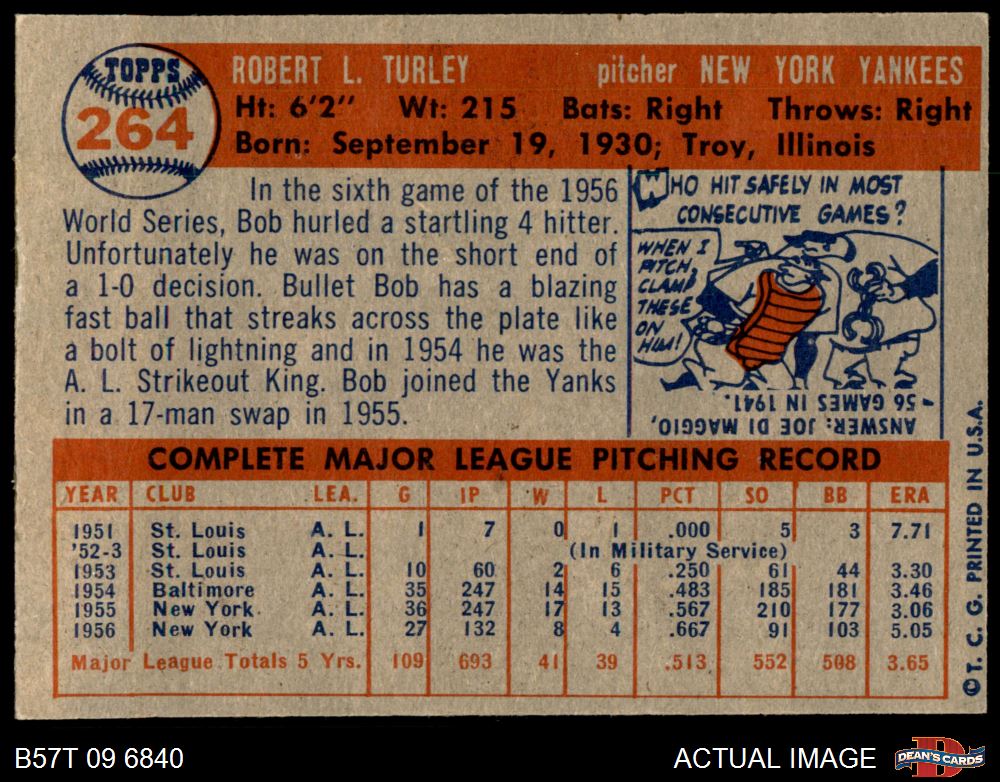 TOPPS
264
ROBERT L. TURLEY pitcher NEW YORK YANKEES
Ht: 6'2" Wt: 215 Bats: Right Throws: Right
Born: September 19, 1930; Troy, Illinois
In the sixth game of the 1956
World Series, Bob hurled a startling 4 hitter.
Unfortunately he was on the short end of
a 1-0 decision. Bullet Bob has a blazing
fast ball that streaks across the plate like
a bolt of lightning and in 1954 he was the
A. L. Strikeout King. Bob joined the Yanks
in a 17-man swap in 1955.
WHO HIT SAFELY IN MOST
CONSECUTIVE GAMES?
WHEN I
PITCH,
CLAMP
THESE
ON
HIM!
ANSWER: JOE DI MAGGIO,
- 56 GAMES IN 1941.
COMPLETE MAJOR LEAGUE PITCHING RECORD
YEAR CLUB LEA. G IP W L PCT SO BB ERA
1951 St. Louis A. L. 1 7 0 1 .000 5 3 7.71
'52-3 St. Louis A. L. (In Military Service)
1953 St. Louis A. L. 10 60 2 6 .250 61 44 3.30
1954 Baltimore A. L. 35 247 14 15 .483 185 181 3.46
1955 New York A. L. 36 247 17 13 .567 210 177 3.06
1956 New York A. L. 27 132 8 4 .667 91 103 5.05
Major League Totals 5 Yrs. 109 693 41 39 .513 552 508 3.65
©T. C. G. PRINTED IN U.S.A.
B57T 09 6840 ACTUAL IMAGE
D
DEAN'S CARDS